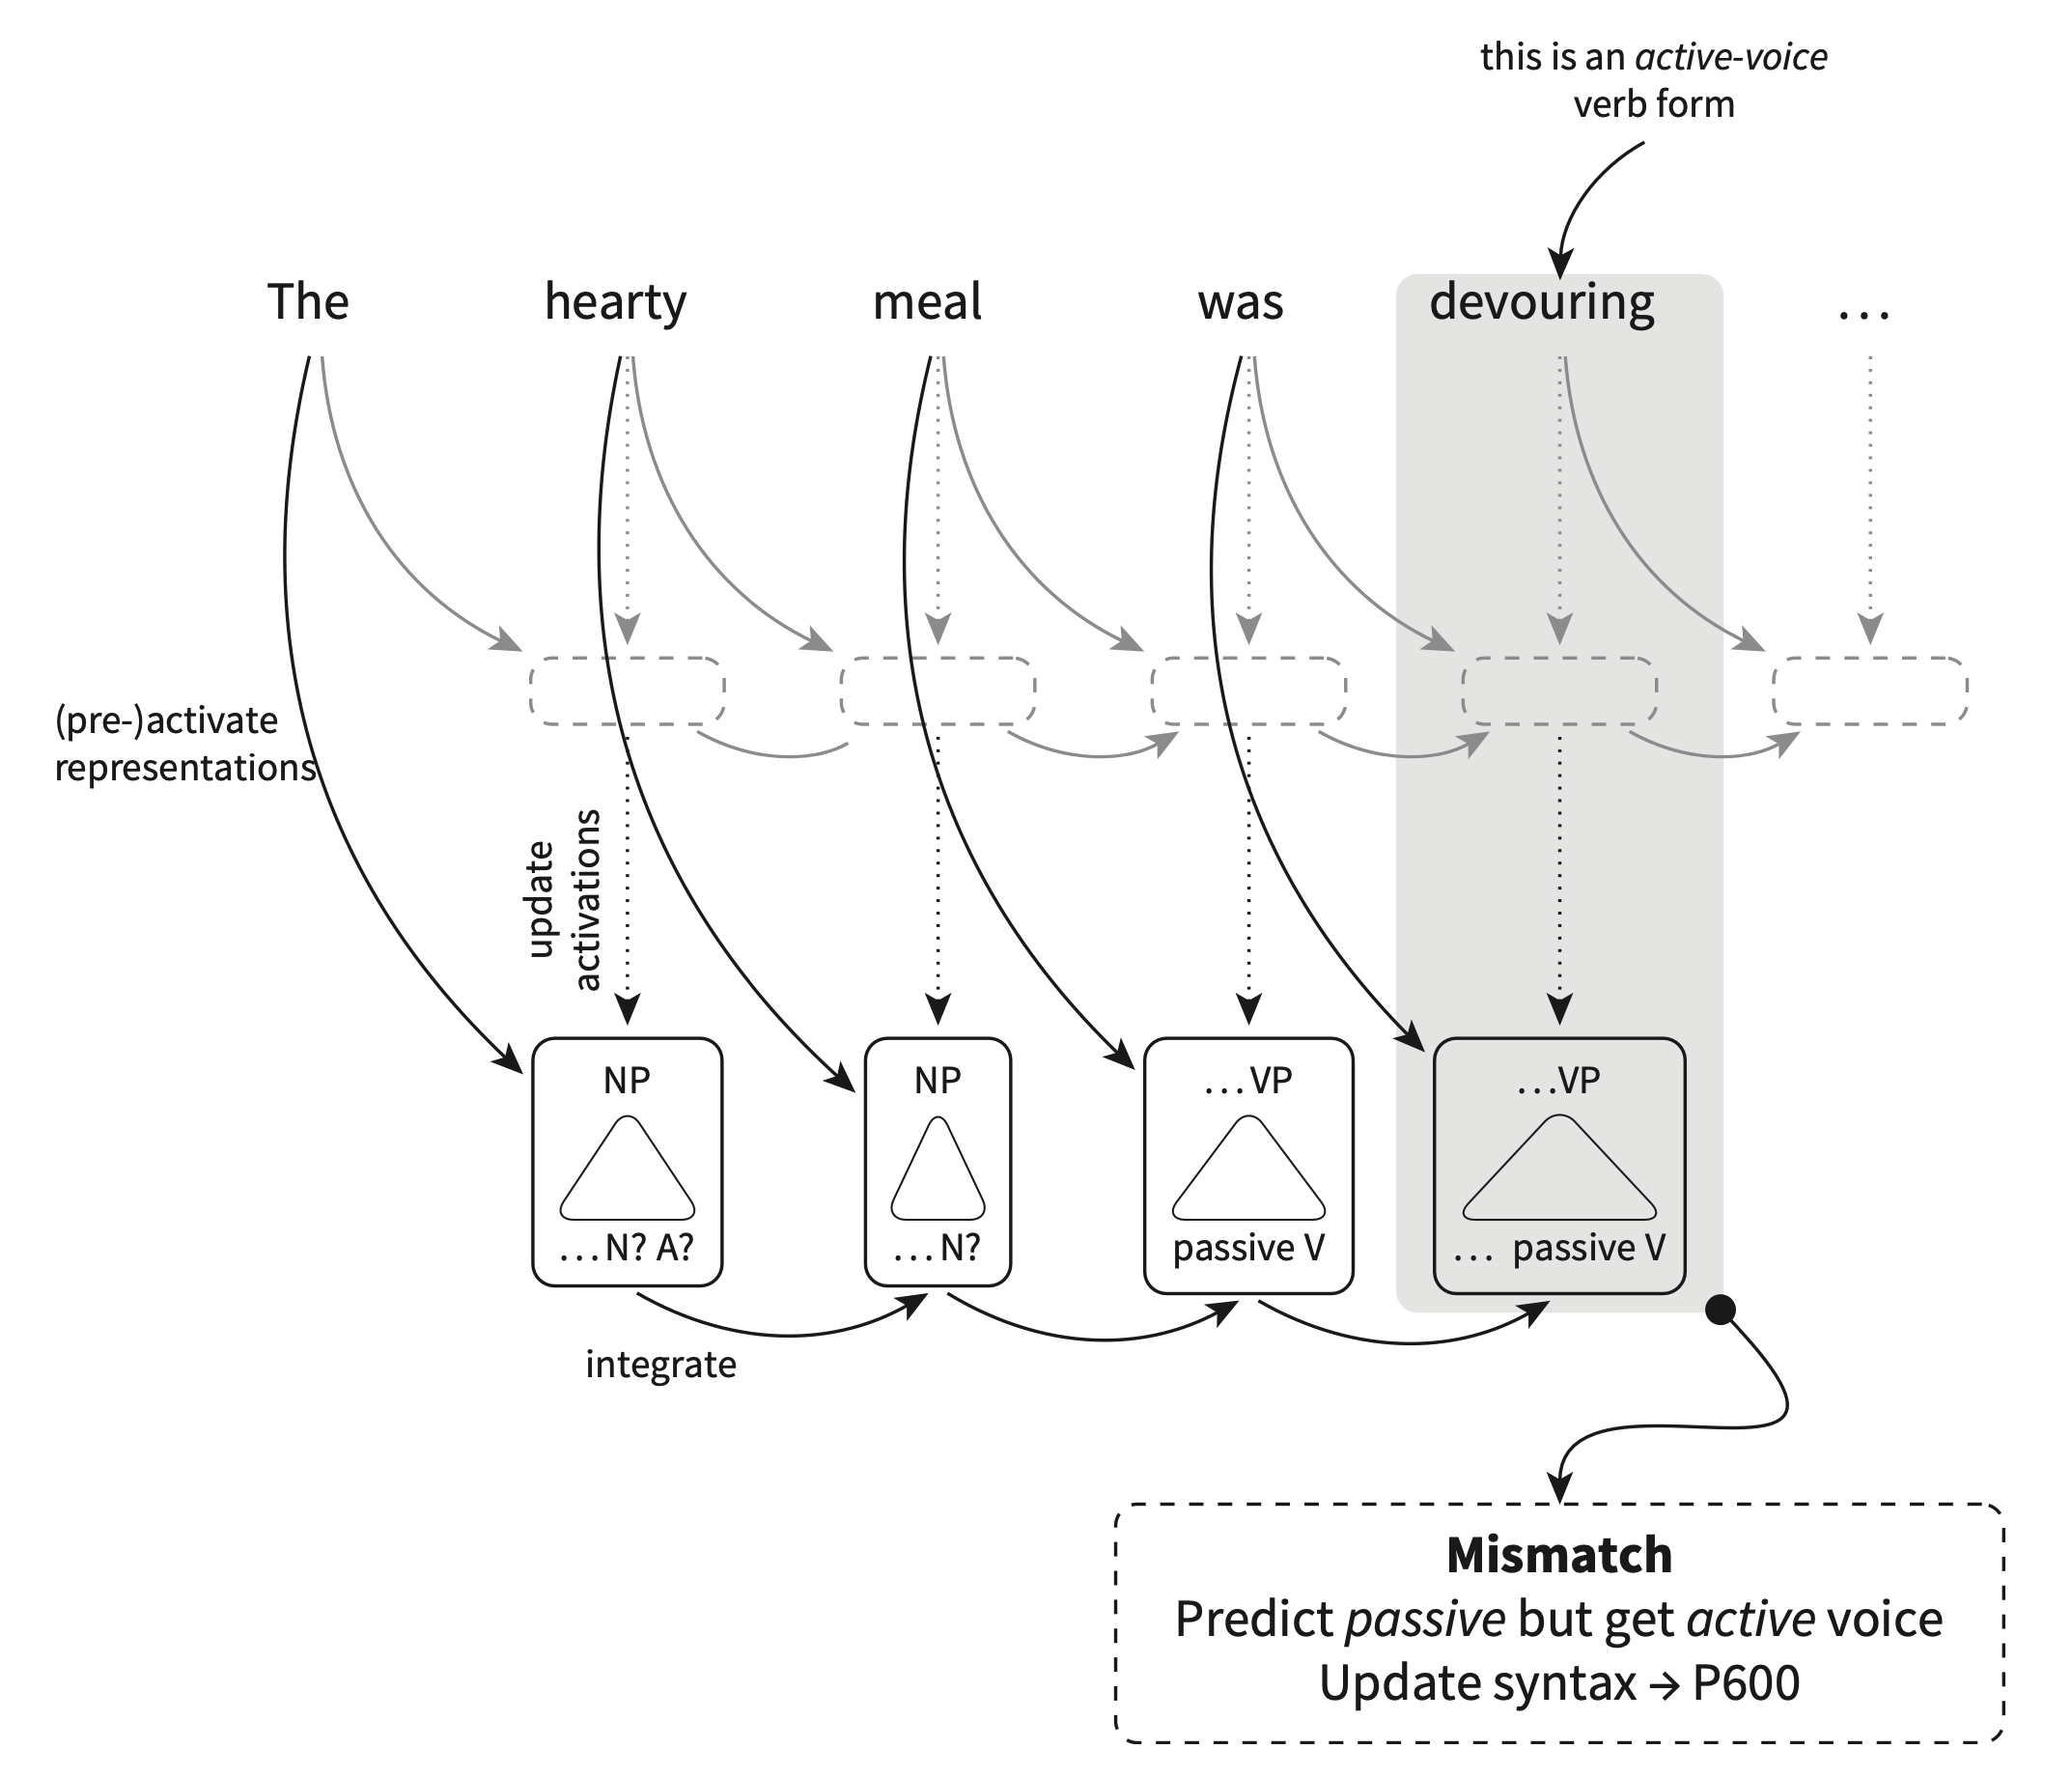 this is an active-voice
verb form
The hearty meal was devouring ...
(pre-)activate
representations
update
activations
NP
...N? A?
NP
...N?
...VP
passive V
...VP
... passive V
integrate
Mismatch
Predict passive but get active voice
Update syntax → P600